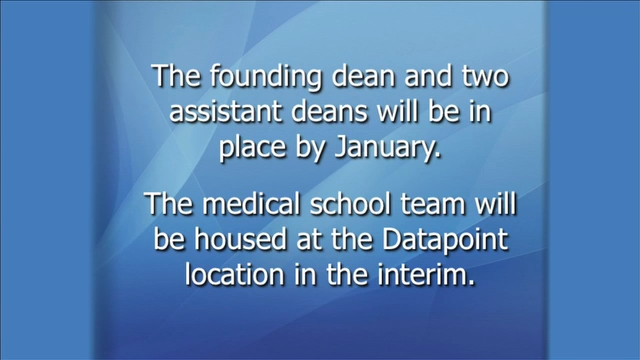 The founding dean and two
assistant deans will be in
place by January.
The medical school team will
be housed at the Datapoint
location in the interim.